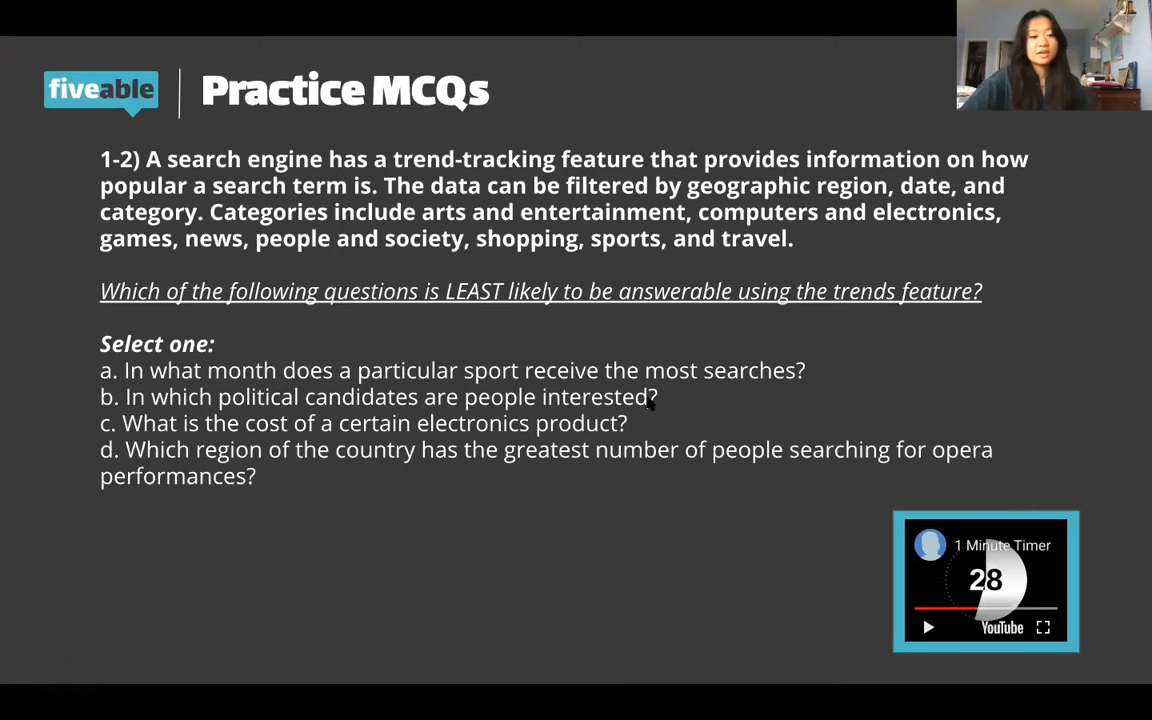 fiveable
Practice MCQs
1-2) A search engine has a trend-tracking feature that provides information on how
popular a search term is. The data can be filtered by geographic region, date, and
category. Categories include arts and entertainment, computers and electronics,
games, news, people and society, shopping, sports, and travel.
Which of the following questions is LEAST likely to be answerable using the trends feature?
Select one:
a. In what month does a particular sport receive the most searches?
b. In which political candidates are people interested?
c. What is the cost of a certain electronics product?
d. Which region of the country has the greatest number of people searching for opera
performances?
1 Minute Timer
28
YouTube